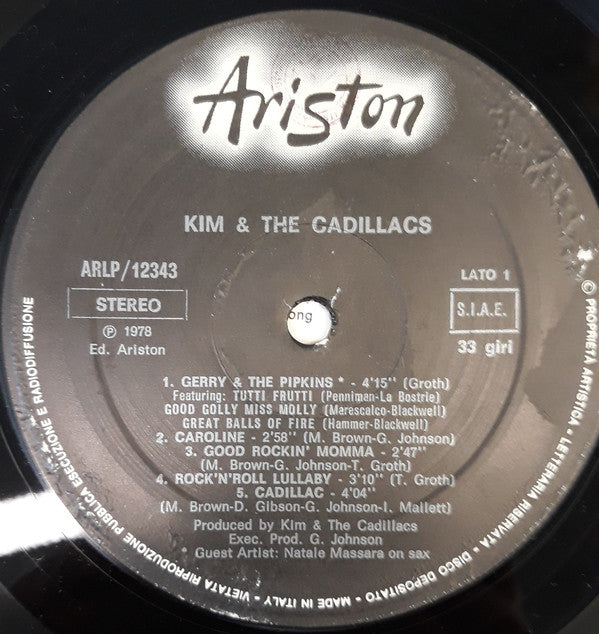 Ariston
KIM & THE CADILLACS
ARLP/12343
STEREO
℗ 1978
Ed. Ariston
LATO 1
S.I.A.E.
33 giri
ong
1. GERRY & THE PIPKINS * - 4'15" (Groth)
Featuring: TUTTI FRUTTI (Penniman-La Bostrie)
GOOD GOLLY MISS MOLLY (Marescalco-Blackwell)
GREAT BALLS OF FIRE (Hammer-Blackwell)
2. CAROLINE - 2'58" (M. Brown-G. Johnson)
3. GOOD ROCKIN' MOMMA - 2'47"
(M. Brown-G. Johnson-T. Groth)
4. ROCK'N'ROLL LULLABY - 3'10" (T. Groth)
5. CADILLAC - 4'04"
(M. Brown-D. Gibson-G. Johnson-I. Mallett)
Produced by Kim & The Cadillacs
Exec. Prod. G. Johnson
* Guest Artist: Natale Massara on sax
© PROPRIETÀ ARTISTICA • LETTERARIA RISERVATA • DISCO DEPOSITATO • MADE IN ITALY • VIETATA RIPRODUZIONE PUBBLICA ESECUZIONE E RADIODIFFUSIONE